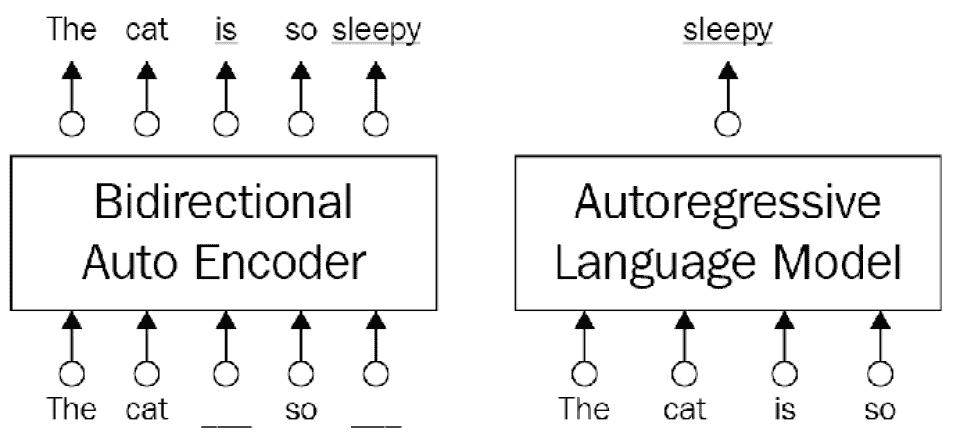 The cat is so sleepy
Bidirectional
Auto Encoder
The cat ___ so ___
sleepy
Autoregressive
Language Model
The cat is so